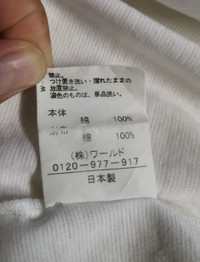 禁止。
つけ置き洗い・濡れたままの
放置禁止。
濃色のものは、単品洗い。
本体 綿 100%
別布 綿 100%
(株)ワールド
0120-977-917
日本製